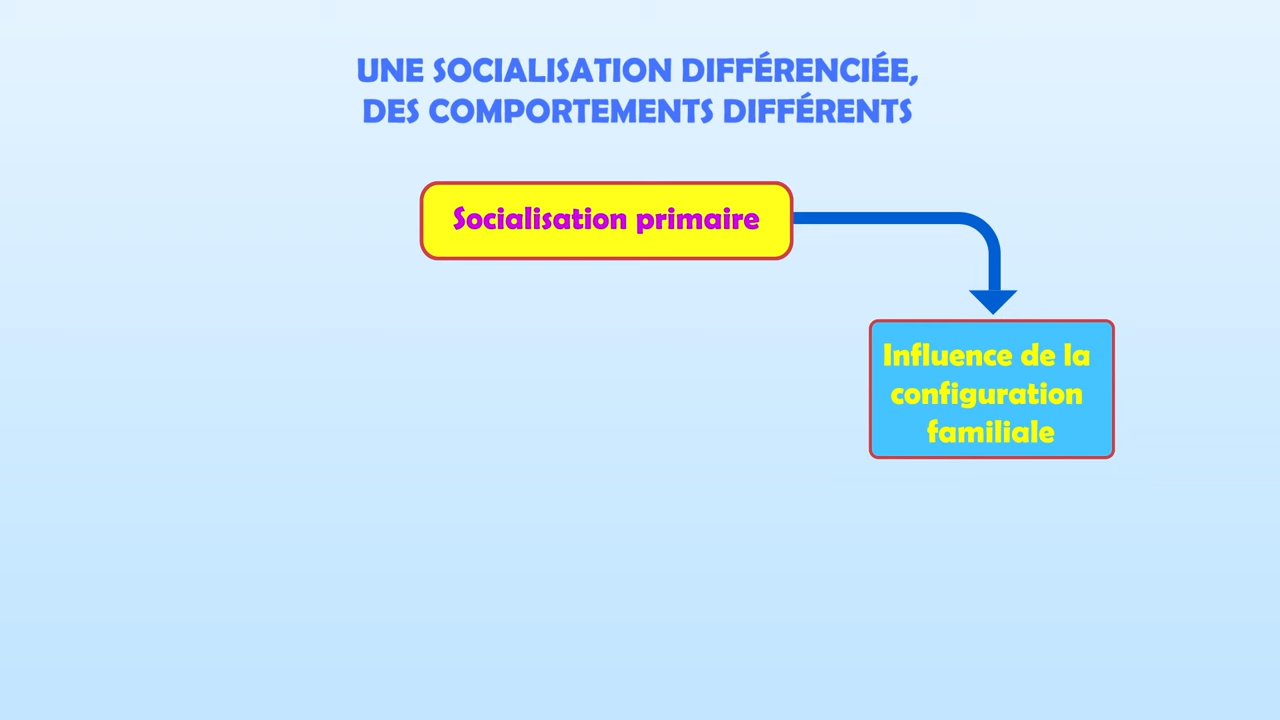 UNE SOCIALISATION DIFFÉRENCIÉE,
DES COMPORTEMENTS DIFFÉRENTS
Socialisation primaire
Influence de la
configuration
familiale